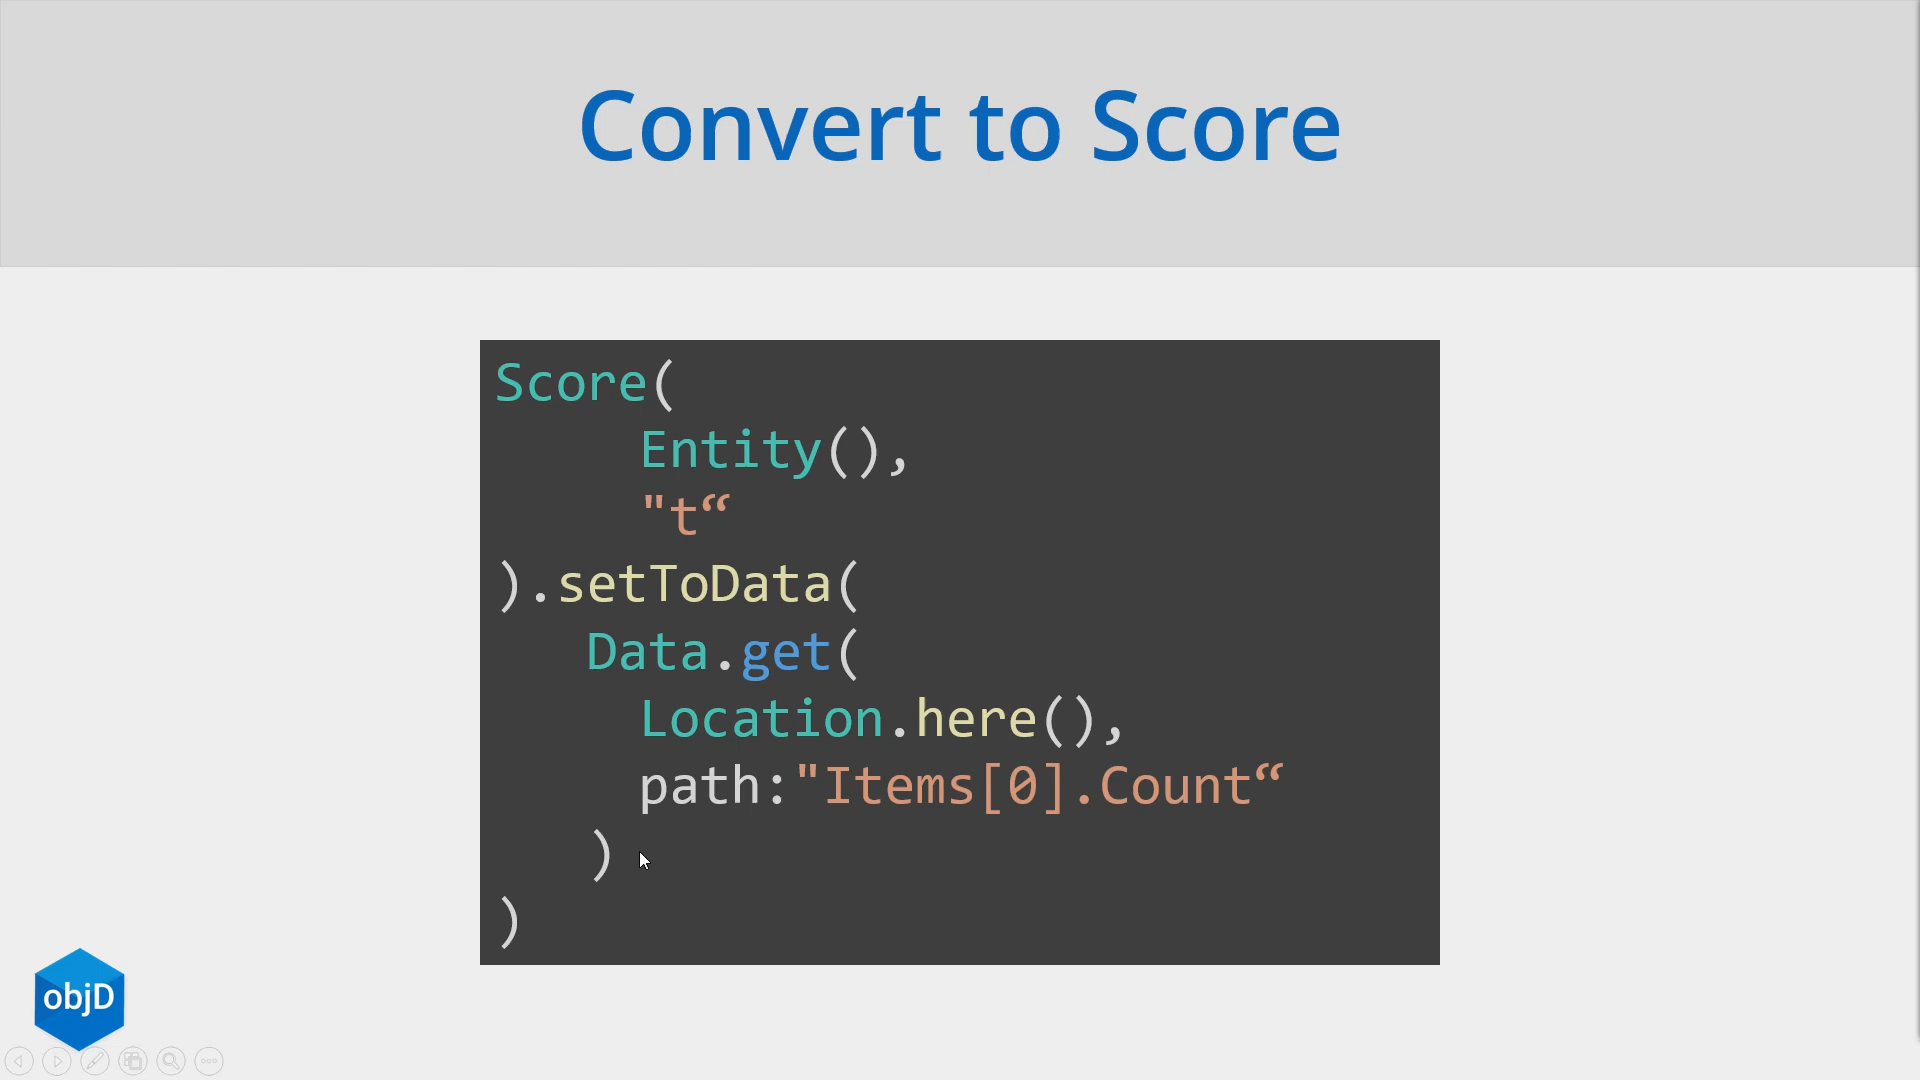 Convert to Score
Score(
Entity(),
"t“
).setToData(
Data.get(
Location.here(),
path:"Items[0].Count“
)
)
objD